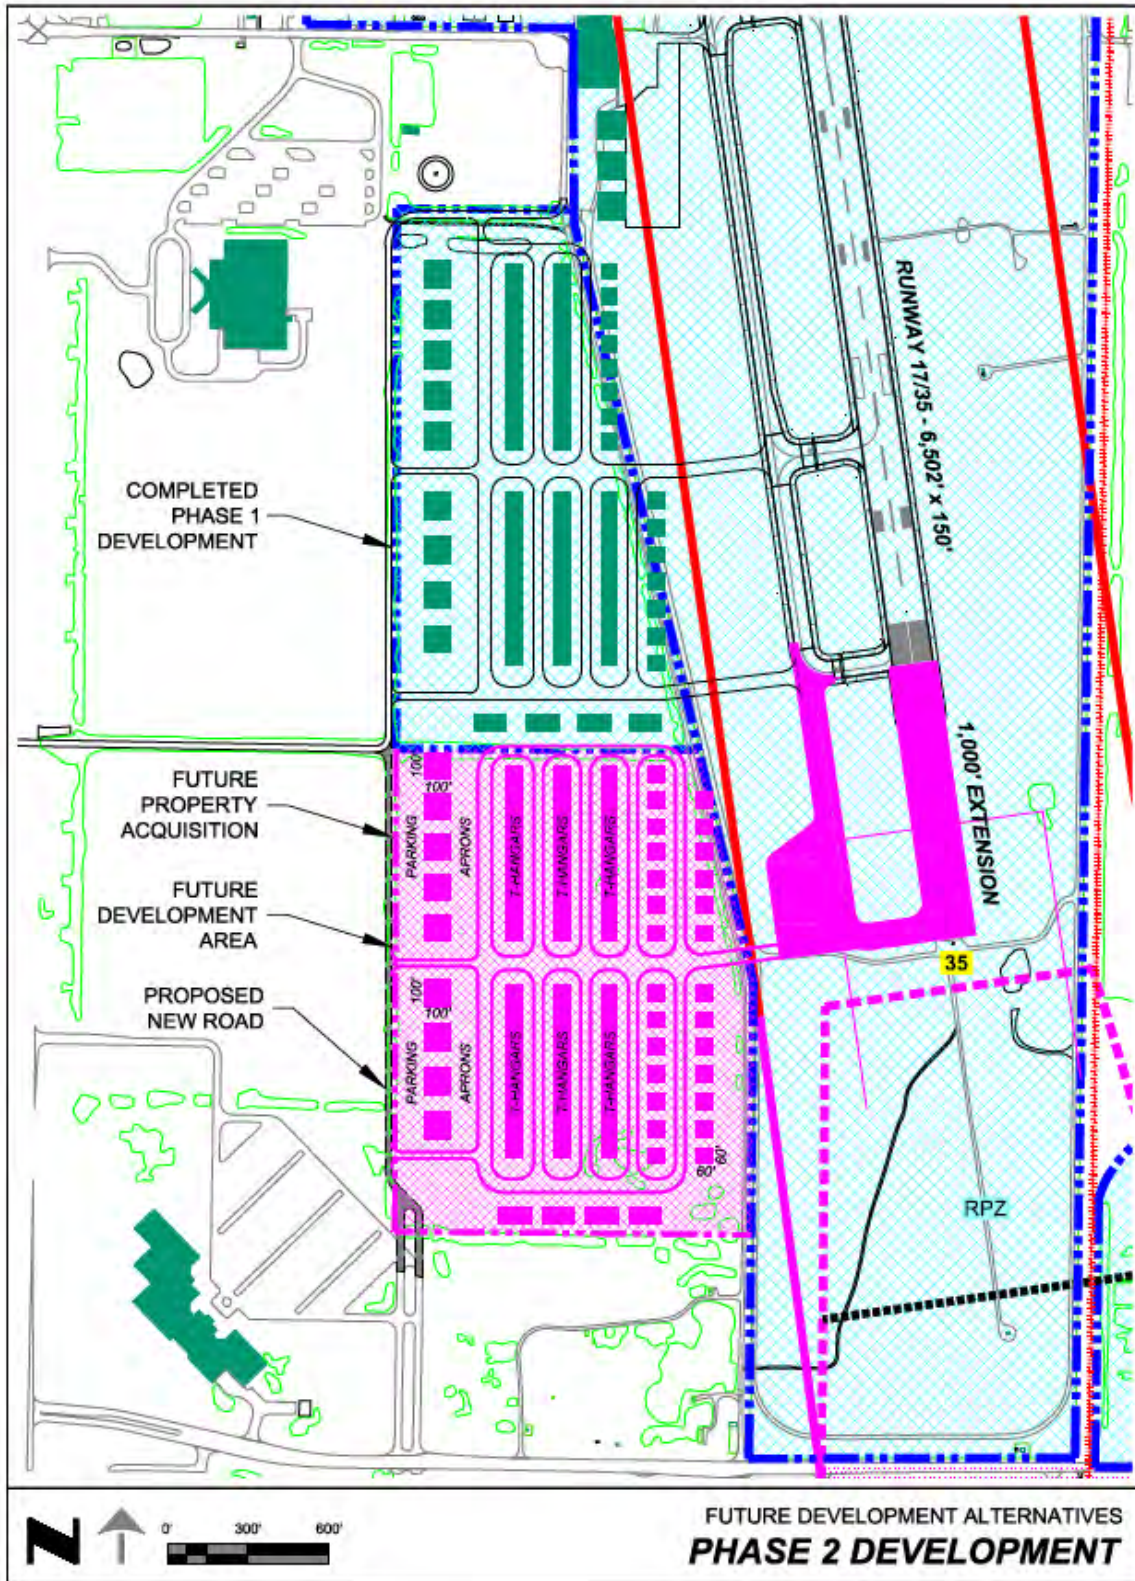 RUNWAY 17/35 - 6,502' x 150'
COMPLETED
PHASE 1
DEVELOPMENT
1,000' EXTENSION
FUTURE
PROPERTY
ACQUISITION
100'
100'
PARKING
APRONS
T-HANGARS
T-HANGARS
T-HANGARS
FUTURE
DEVELOPMENT
AREA
35
PROPOSED
NEW ROAD
100'
100'
PARKING
APRONS
T-HANGARS
T-HANGARS
T-HANGARS
60'
60'
RPZ
N
0'
300'
600'
FUTURE DEVELOPMENT ALTERNATIVES
PHASE 2 DEVELOPMENT